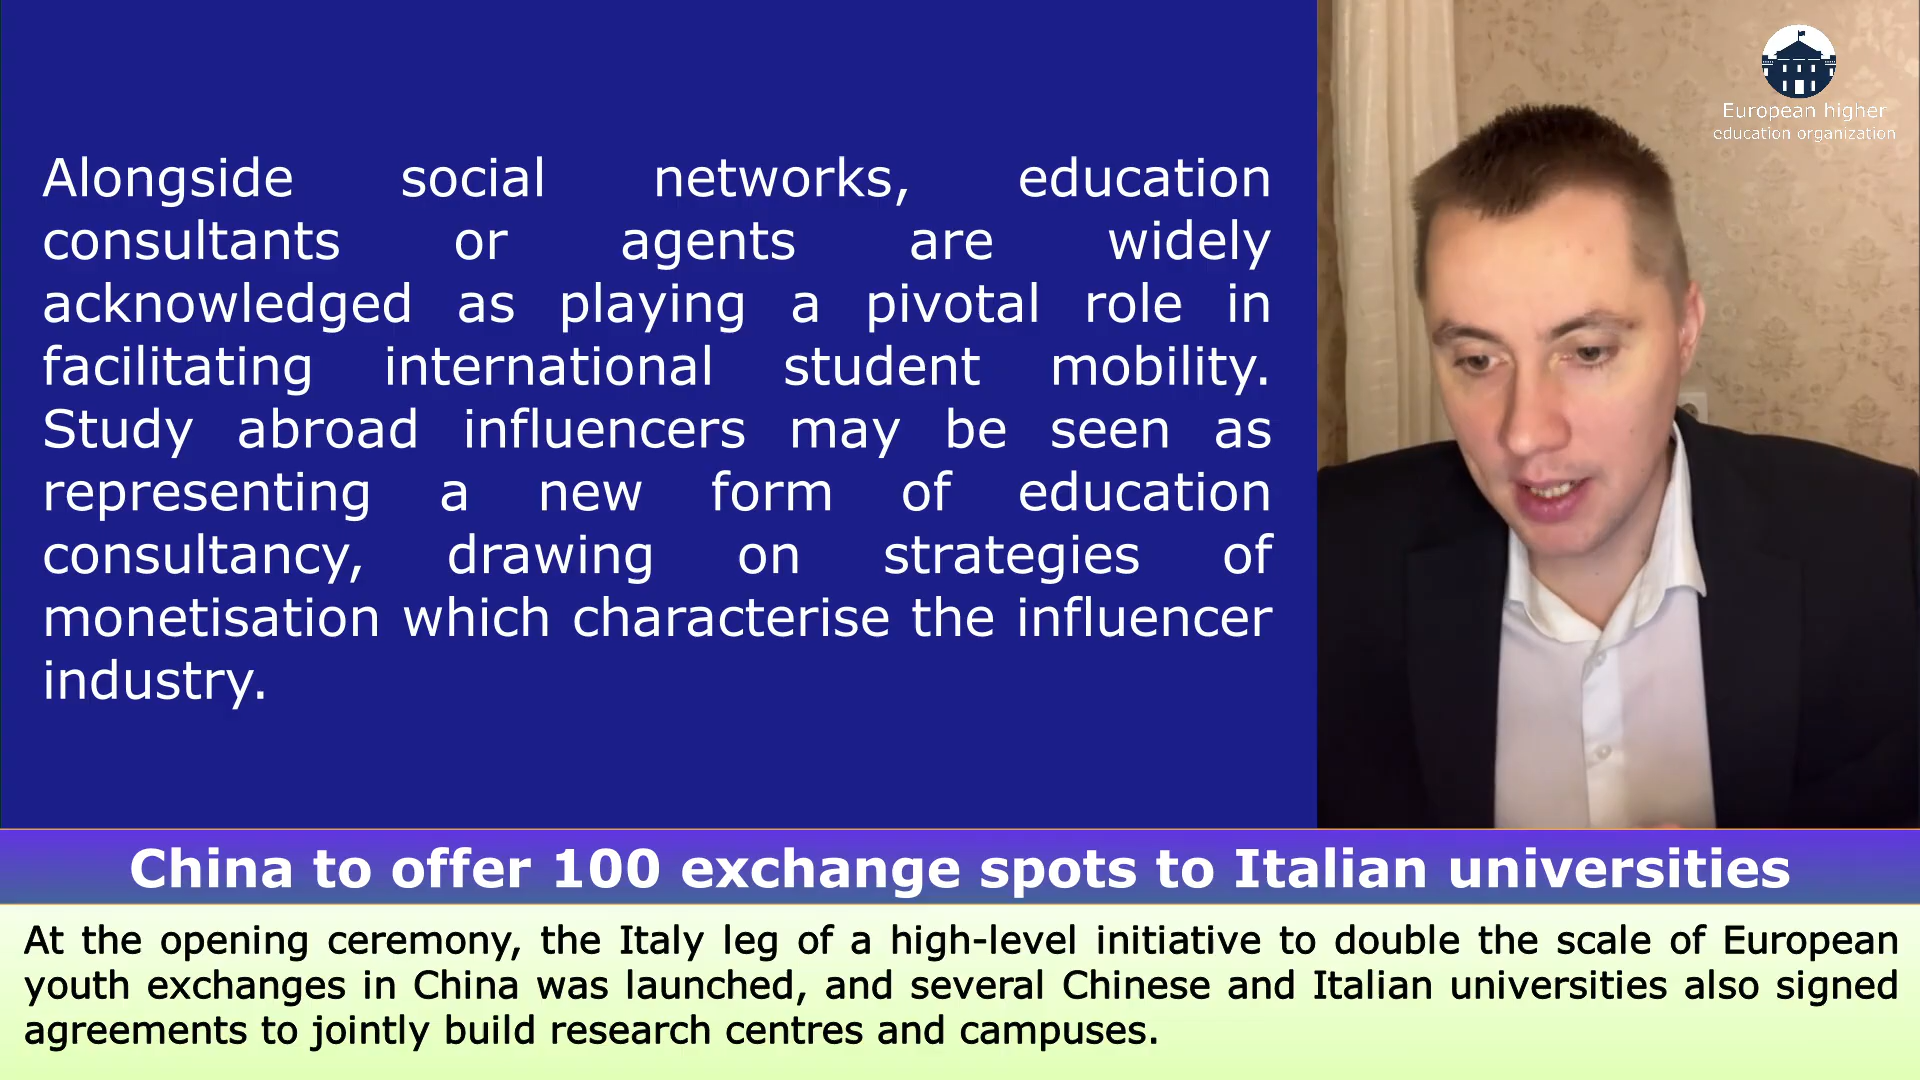 Alongside social networks, education
consultants or agents are widely
acknowledged as playing a pivotal role in
facilitating international student mobility.
Study abroad influencers may be seen as
representing a new form of education
consultancy, drawing on strategies of
monetisation which characterise the influencer
industry.
European higher
education organization
China to offer 100 exchange spots to Italian universities
At the opening ceremony, the Italy leg of a high-level initiative to double the scale of European
youth exchanges in China was launched, and several Chinese and Italian universities also signed
agreements to jointly build research centres and campuses.